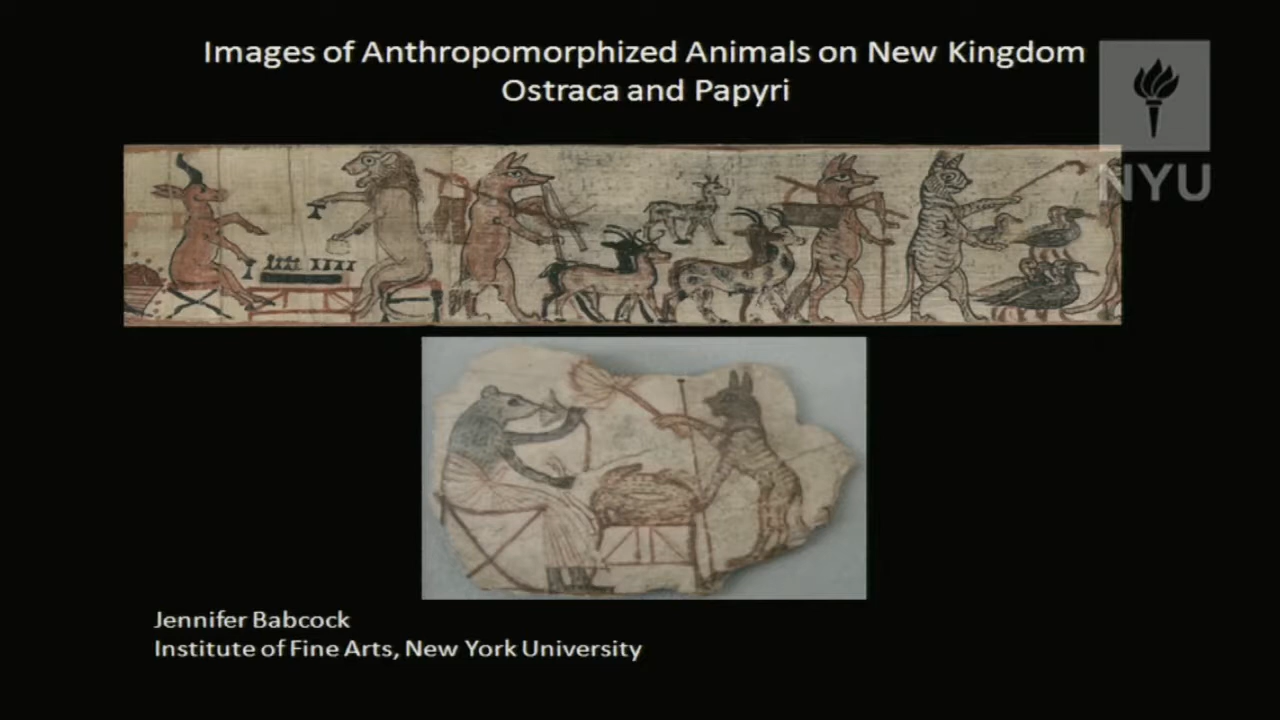 Images of Anthropomorphized Animals on New Kingdom
Ostraca and Papyri
NYU
Jennifer Babcock
Institute of Fine Arts, New York University